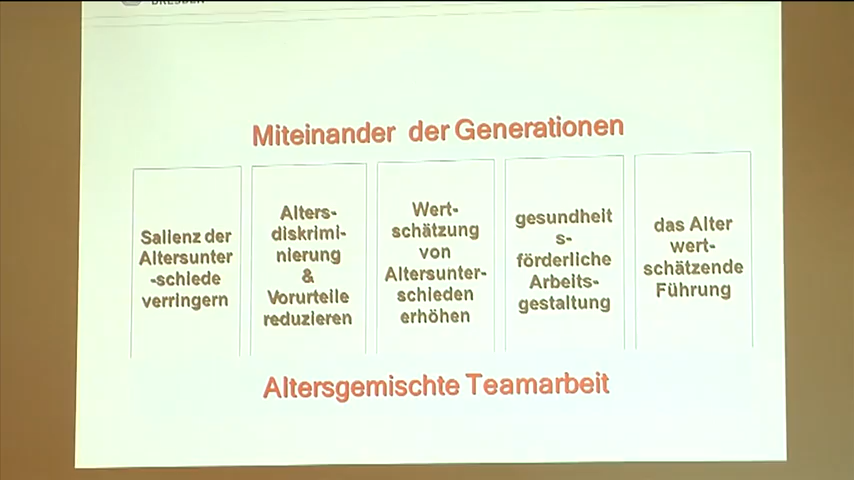 DRESDEN
Miteinander der Generationen
Salienz der
Altersunter
-schiede
verringern
Alters-
diskrimi-
nierung
&
Vorurteile
reduzieren
Wert-
schätzung
von
Altersunter-
schieden
erhöhen
gesundheit
s-
förderliche
Arbeits-
gestaltung
das Alter
wert-
schätzende
Führung
Altersgemischte Teamarbeit